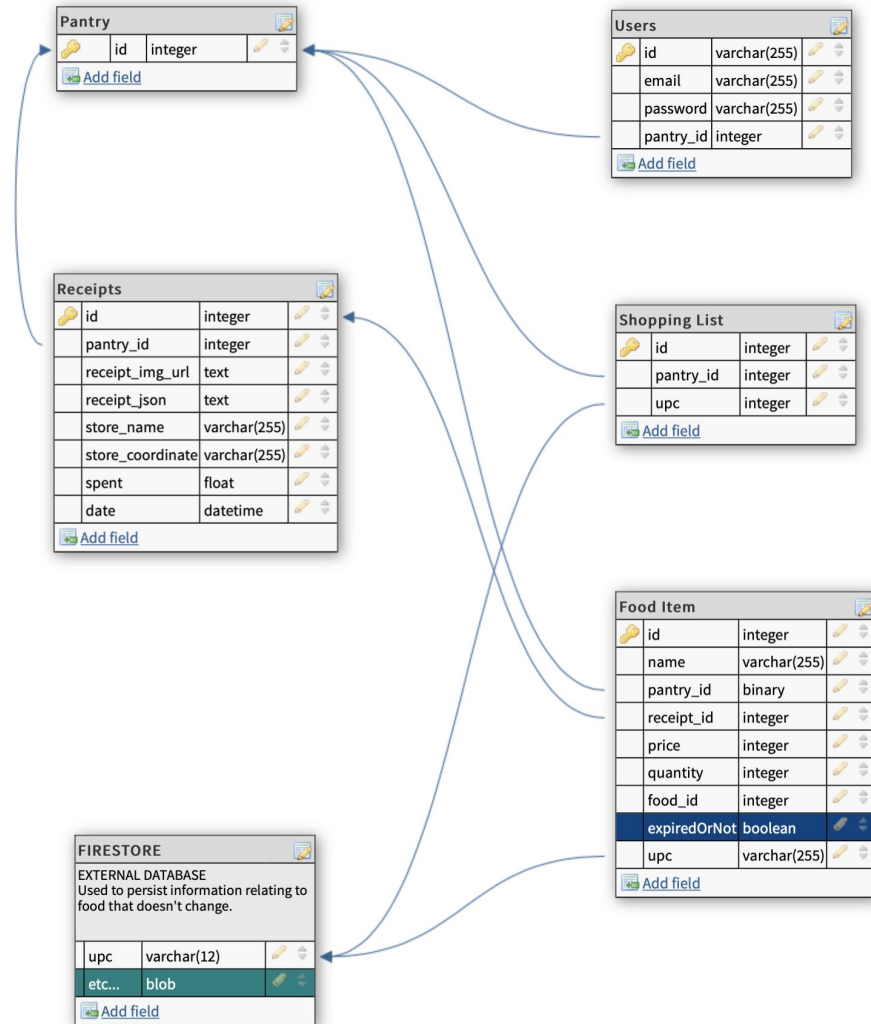 Pantry
id integer
Add field
Users
id varchar(255)
email varchar(255)
password varchar(255)
pantry_id integer
Add field
Receipts
id integer
pantry_id integer
receipt_img_url text
receipt_json text
store_name varchar(255)
store_coordinate varchar(255)
spent float
date datetime
Add field
Shopping List
id integer
pantry_id integer
upc integer
Add field
Food Item
id integer
name varchar(255)
pantry_id binary
receipt_id integer
price integer
quantity integer
food_id integer
expiredOrNot boolean
upc varchar(255)
Add field
FIRESTORE
EXTERNAL DATABASE
Used to persist information relating to
food that doesn't change.
upc varchar(12)
etc... blob
Add field